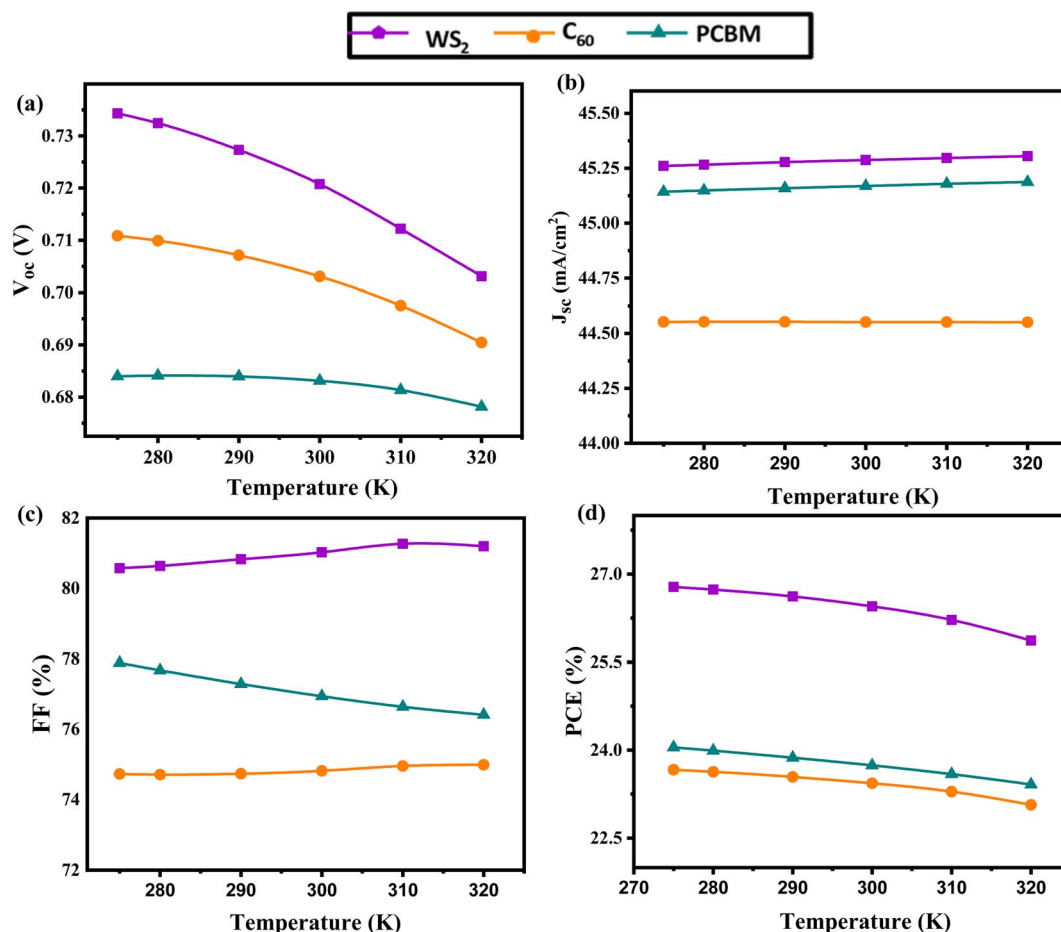 WS₂ C₆₀ PCBM
(a)
0.73
0.72
0.71
0.70
0.69
0.68
Voc (V)
280 290 300 310 320
Temperature (K)
(b)
45.50
45.25
45.00
44.75
44.50
44.25
44.00
Jsc (mA/cm²)
280 290 300 310 320
Temperature (K)
(c)
82
80
78
76
74
72
FF (%)
280 290 300 310 320
Temperature (K)
(d)
27.0
25.5
24.0
22.5
PCE (%)
270 280 290 300 310 320
Temperature (K)